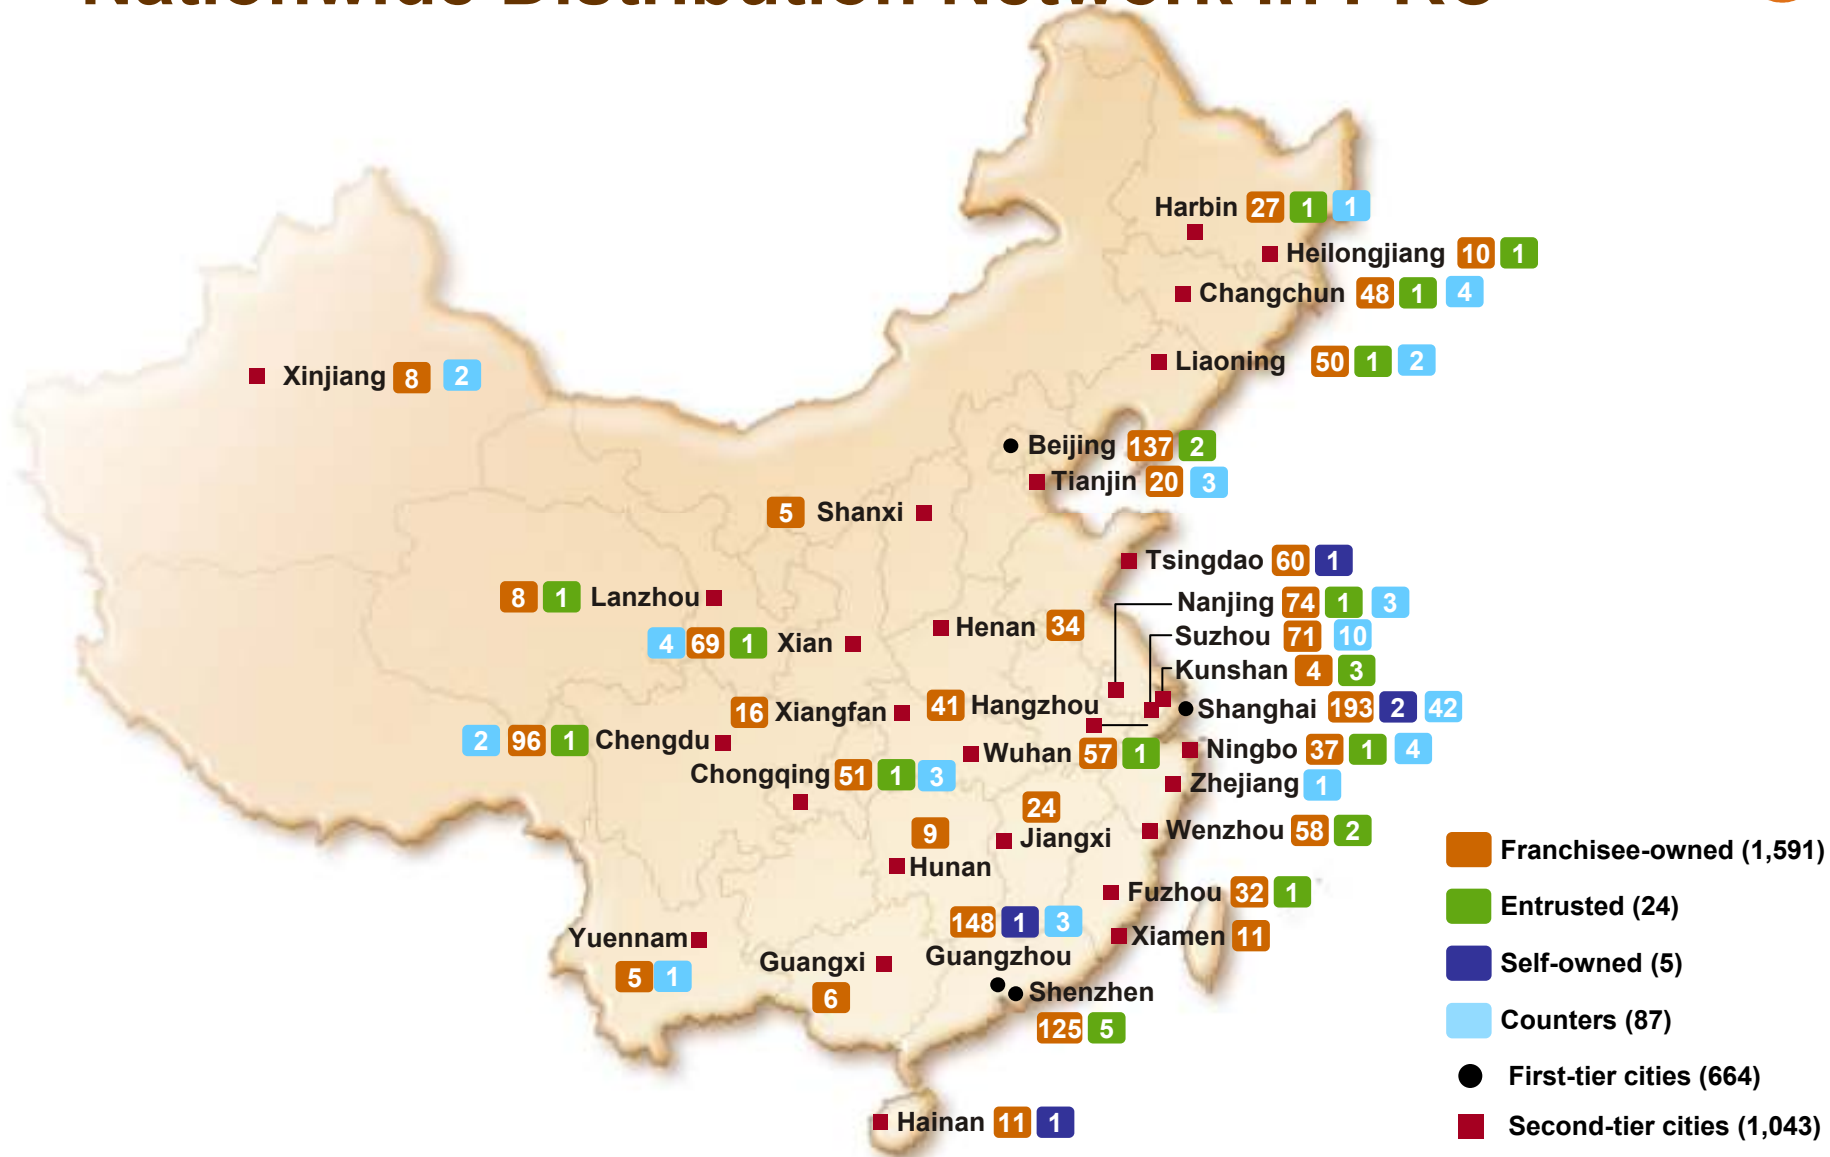 Nationwide Distribution Network in PRC
Harbin 27 1 1
Heilongjiang 10 1
Changchun 48 1 4
Liaoning 50 1 2
Xinjiang 8 2
Beijing 137 2
Tianjin 20 3
5 Shanxi
Tsingdao 60 1
8 1 Lanzhou
Nanjing 74 1 3
Henan 34
Suzhou 71 10
4 69 1 Xian
Kunshan 4 3
16 Xiangfan
41 Hangzhou
Shanghai 193 2 42
2 96 1 Chengdu
Wuhan 57 1
Ningbo 37 1 4
Chongqing 51 1 3
Zhejiang 1
24
Jiangxi
9
Hunan
Wenzhou 58 2
Fuzhou 32 1
148 1 3
Guangzhou
Xiamen 11
Yuennam
5 1
Guangxi
6
Shenzhen
125 5
Hainan 11 1
Franchisee-owned (1,591)
Entrusted (24)
Self-owned (5)
Counters (87)
First-tier cities (664)
Second-tier cities (1,043)